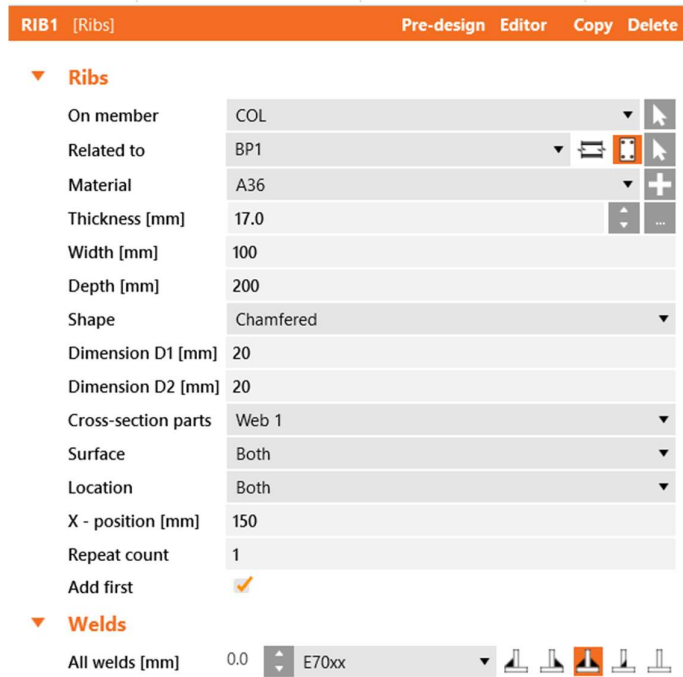 RIB1 [Ribs] Pre-design Editor Copy Delete
Ribs
On member COL
Related to BP1
Material A36
Thickness [mm] 17.0 ...
Width [mm] 100
Depth [mm] 200
Shape Chamfered
Dimension D1 [mm] 20
Dimension D2 [mm] 20
Cross-section parts Web 1
Surface Both
Location Both
X - position [mm] 150
Repeat count 1
Add first
Welds
All welds [mm] 0.0 E70xx